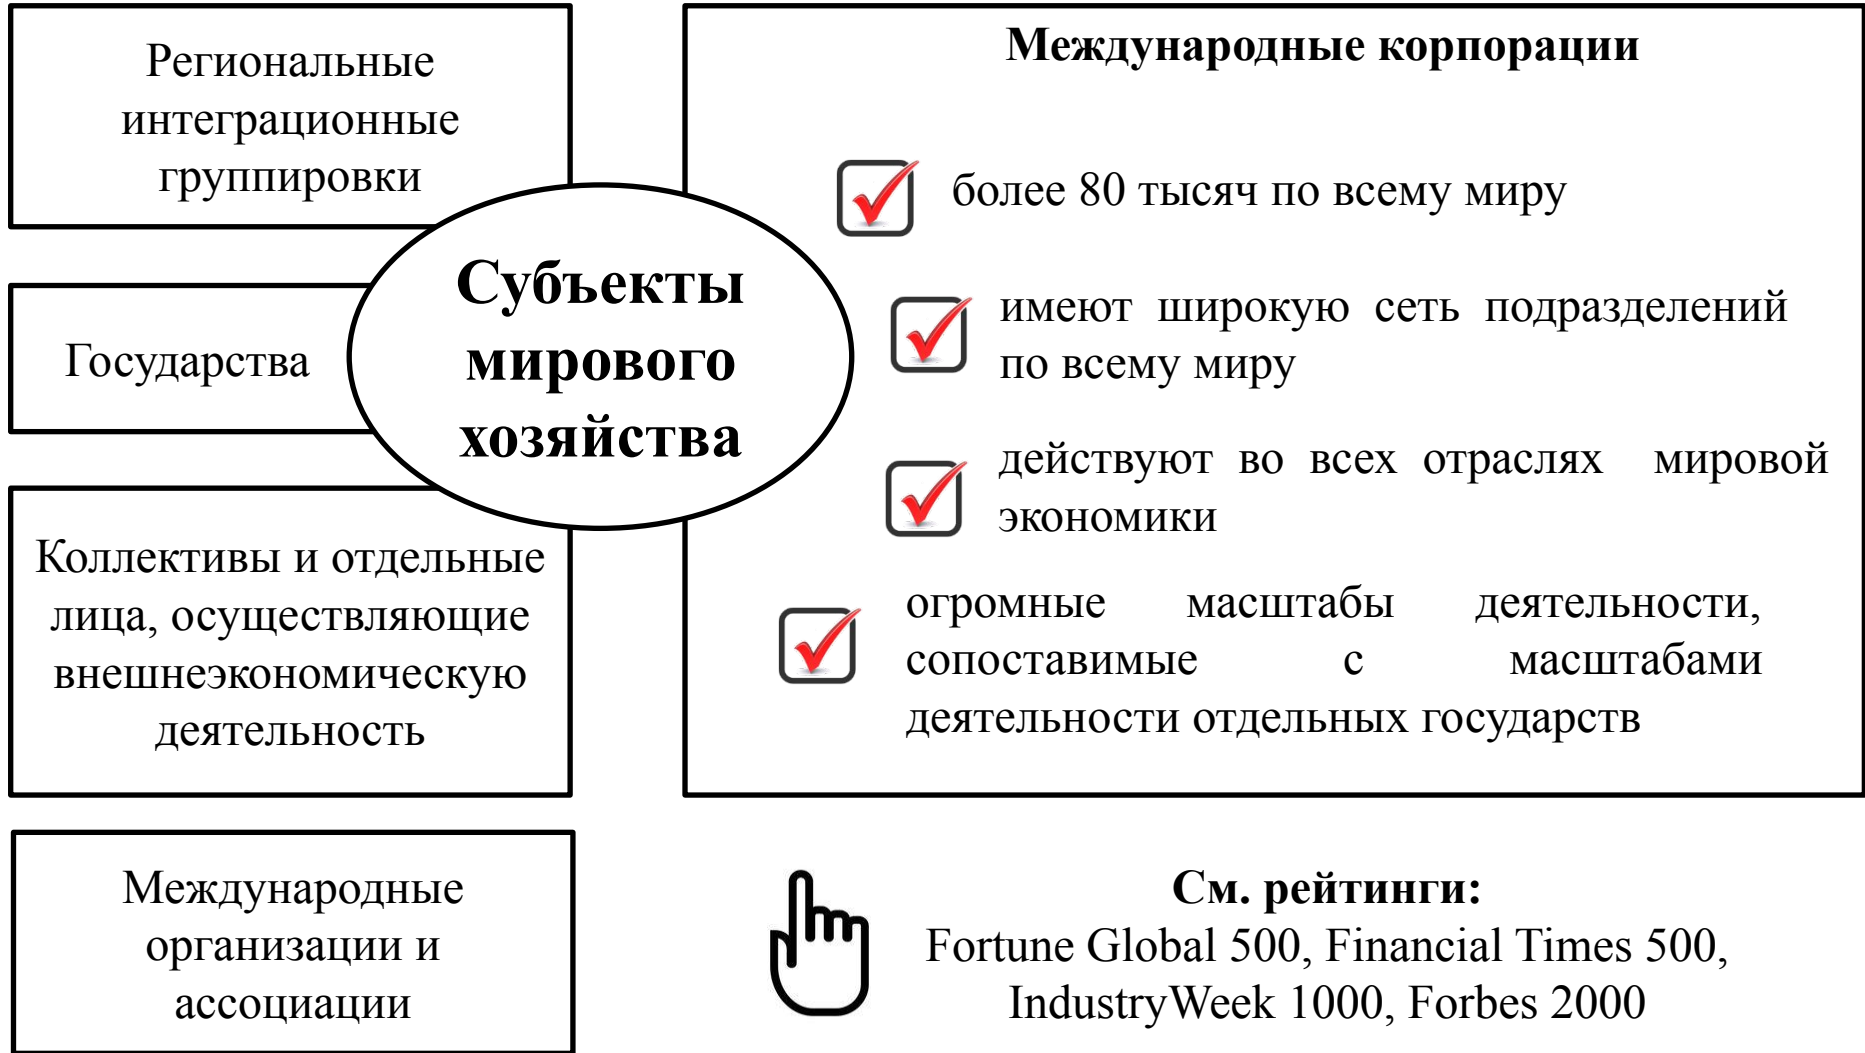 Региональные
интеграционные
группировки
Государства
Коллективы и отдельные
лица, осуществляющие
внешнеэкономическую
деятельность
Международные
организации и
ассоциации
Субъекты
мирового
хозяйства
Международные корпорации
более 80 тысяч по всему миру
имеют широкую сеть подразделений
по всему миру
действуют во всех отраслях мировой
экономики
огромные масштабы деятельности,
сопоставимые с масштабами
деятельности отдельных государств
См. рейтинги:
Fortune Global 500, Financial Times 500,
IndustryWeek 1000, Forbes 2000